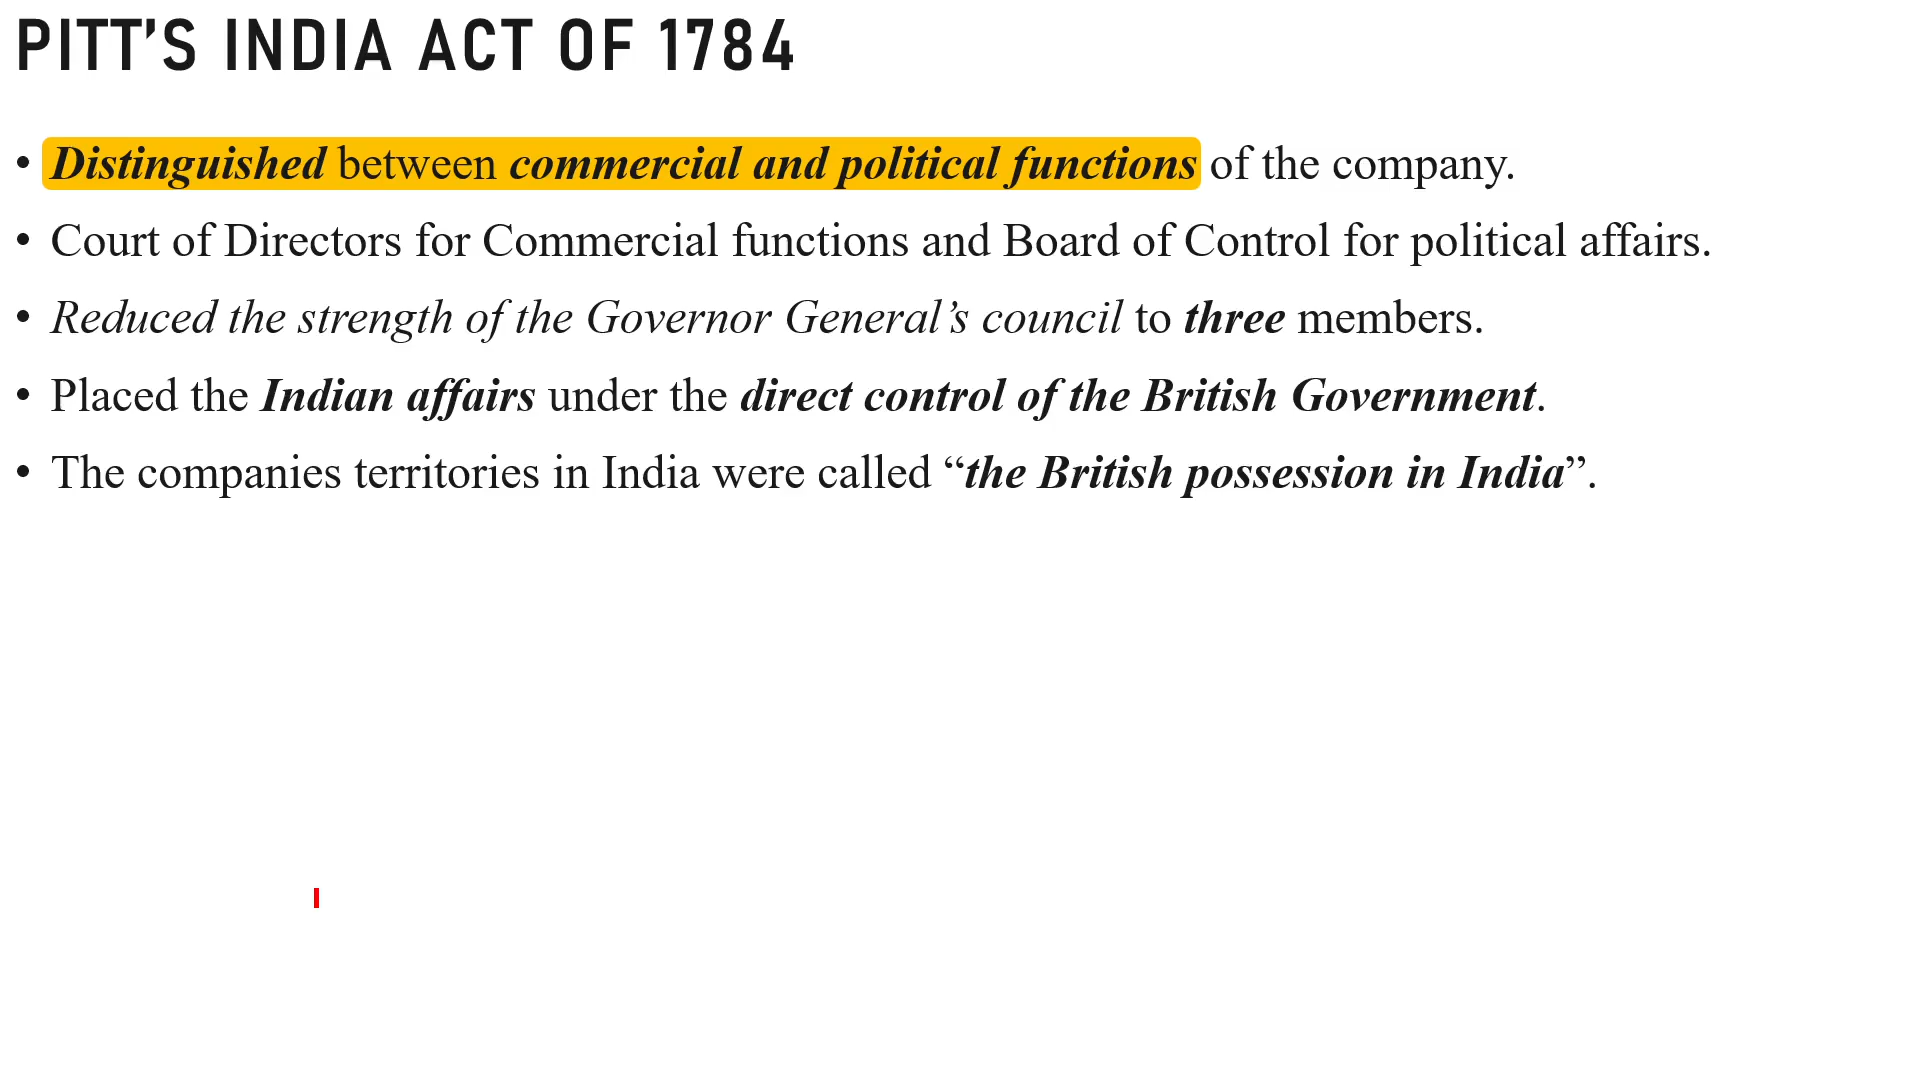 PITT’S INDIA ACT OF 1784
• Distinguished between commercial and political functions of the company.
• Court of Directors for Commercial functions and Board of Control for political affairs.
• Reduced the strength of the Governor General’s council to three members.
• Placed the Indian affairs under the direct control of the British Government.
• The companies territories in India were called “the British possession in India”.